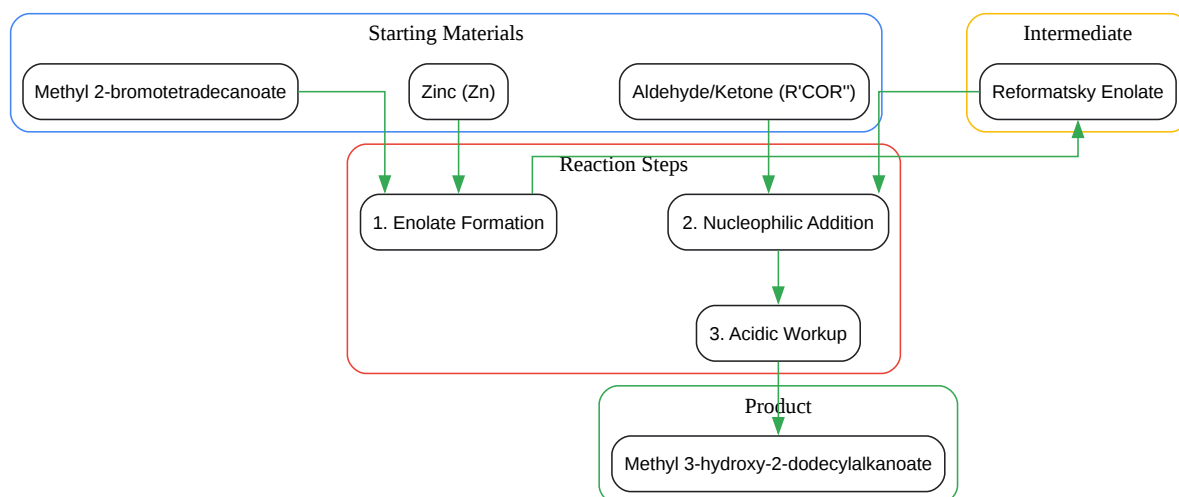 Starting Materials
Intermediate
Methyl 2-bromotetradecanoate
Zinc (Zn)
Aldehyde/Ketone (R'COR'')
Reformatsky Enolate
Reaction Steps
1. Enolate Formation
2. Nucleophilic Addition
3. Acidic Workup
Product
Methyl 3-hydroxy-2-dodecylalkanoate